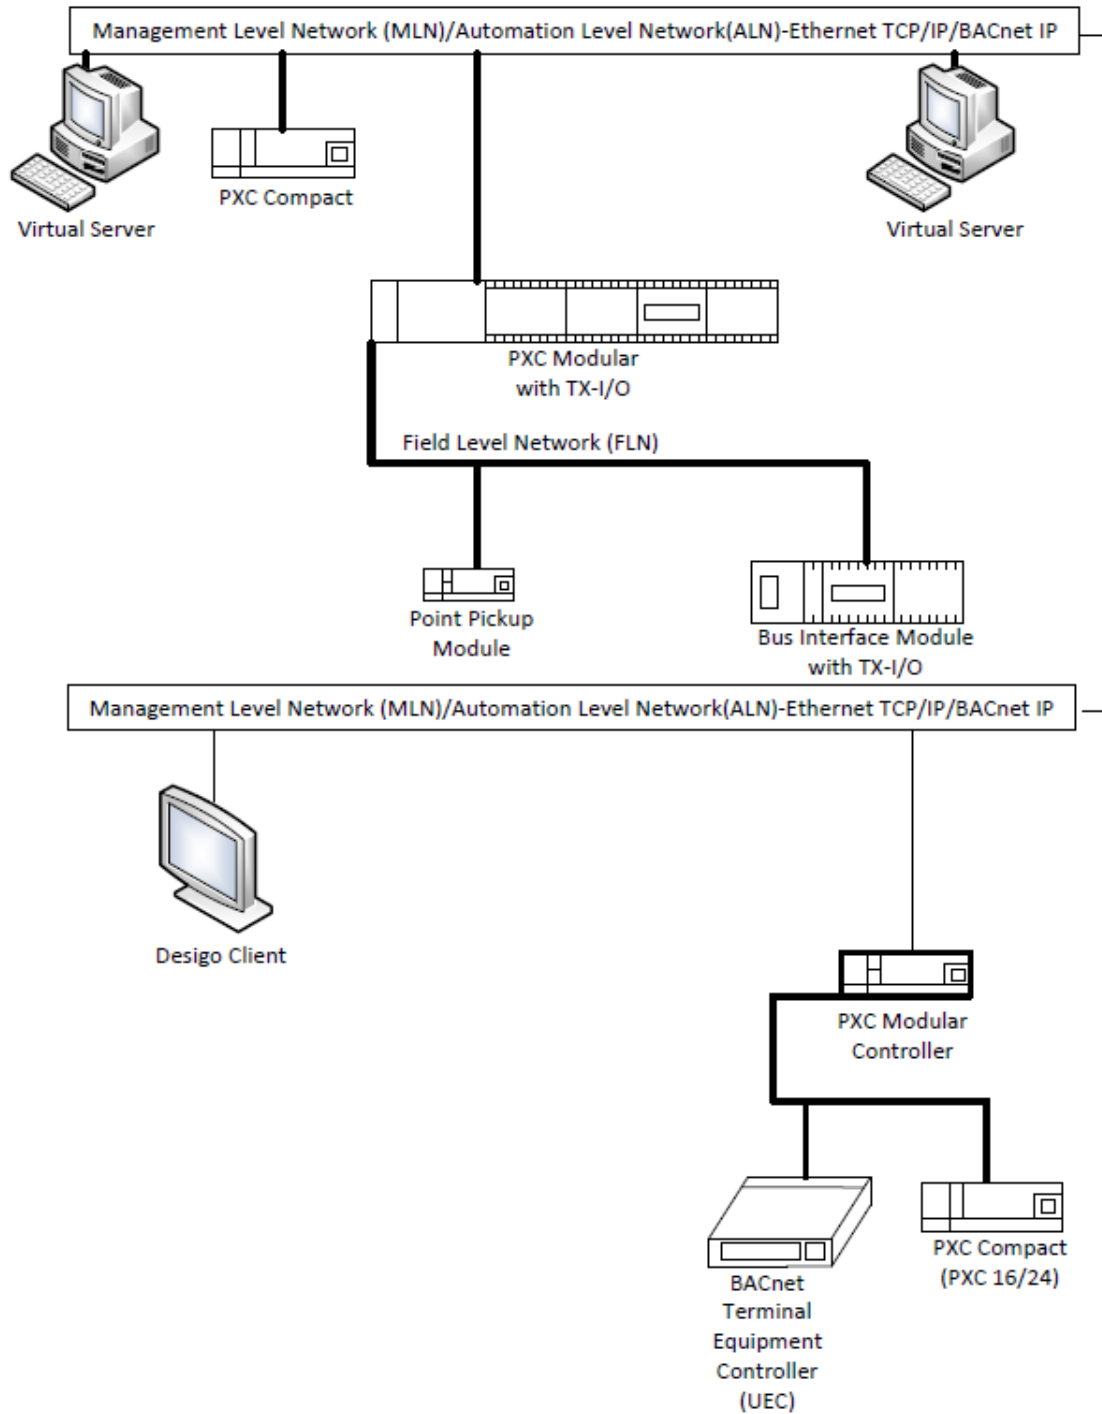 Management Level Network (MLN)/Automation Level Network(ALN)-Ethernet TCP/IP/BACnet IP
Virtual Server
PXC Compact
Virtual Server
PXC Modular
with TX-I/O
Field Level Network (FLN)
Point Pickup
Module
Bus Interface Module
with TX-I/O
Management Level Network (MLN)/Automation Level Network(ALN)-Ethernet TCP/IP/BACnet IP
Desigo Client
PXC Modular
Controller
BACnet
Terminal
Equipment
Controller
(UEC)
PXC Compact
(PXC 16/24)